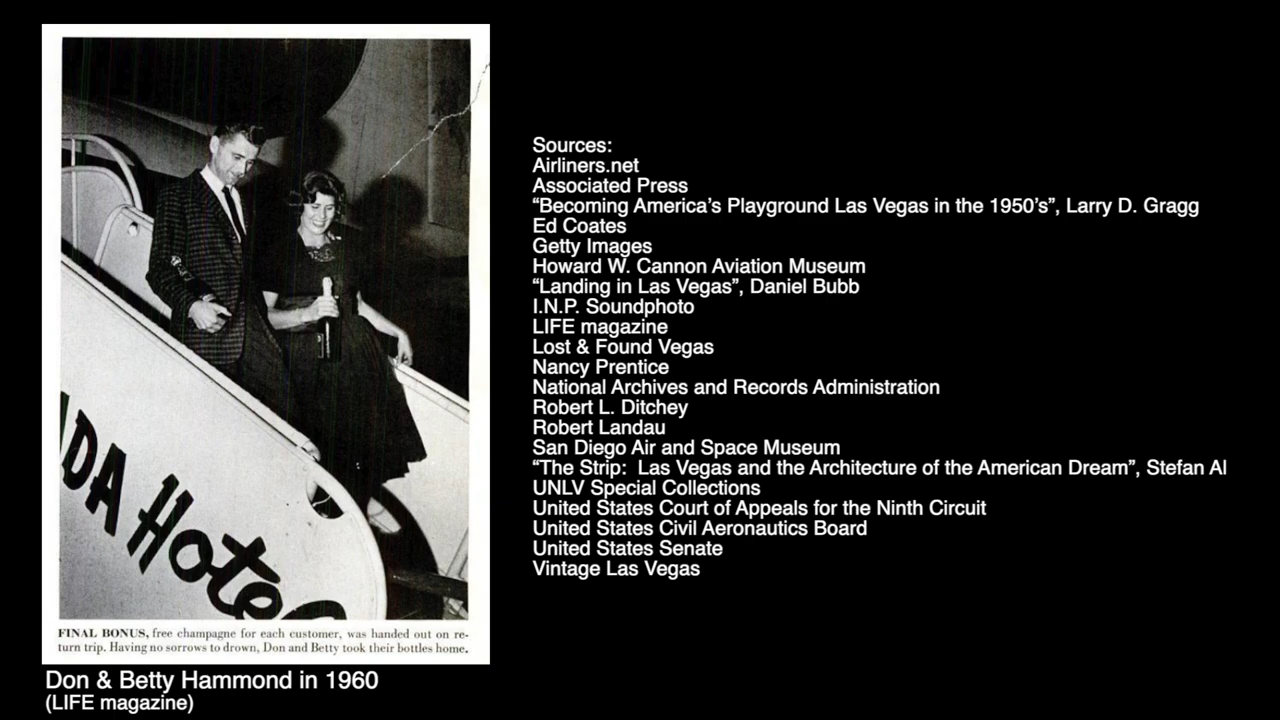 DA Hotel
FINAL BONUS, free champagne for each customer, was handed out on re-
turn trip. Having no sorrows to drown, Don and Betty took their bottles home.
Don & Betty Hammond in 1960
(LIFE magazine)
Sources:
Airliners.net
Associated Press
“Becoming America’s Playground Las Vegas in the 1950’s”, Larry D. Gragg
Ed Coates
Getty Images
Howard W. Cannon Aviation Museum
“Landing in Las Vegas”, Daniel Bubb
I.N.P. Soundphoto
LIFE magazine
Lost & Found Vegas
Nancy Prentice
National Archives and Records Administration
Robert L. Ditchey
Robert Landau
San Diego Air and Space Museum
“The Strip:  Las Vegas and the Architecture of the American Dream”, Stefan Al
UNLV Special Collections
United States Court of Appeals for the Ninth Circuit
United States Civil Aeronautics Board
United States Senate
Vintage Las Vegas